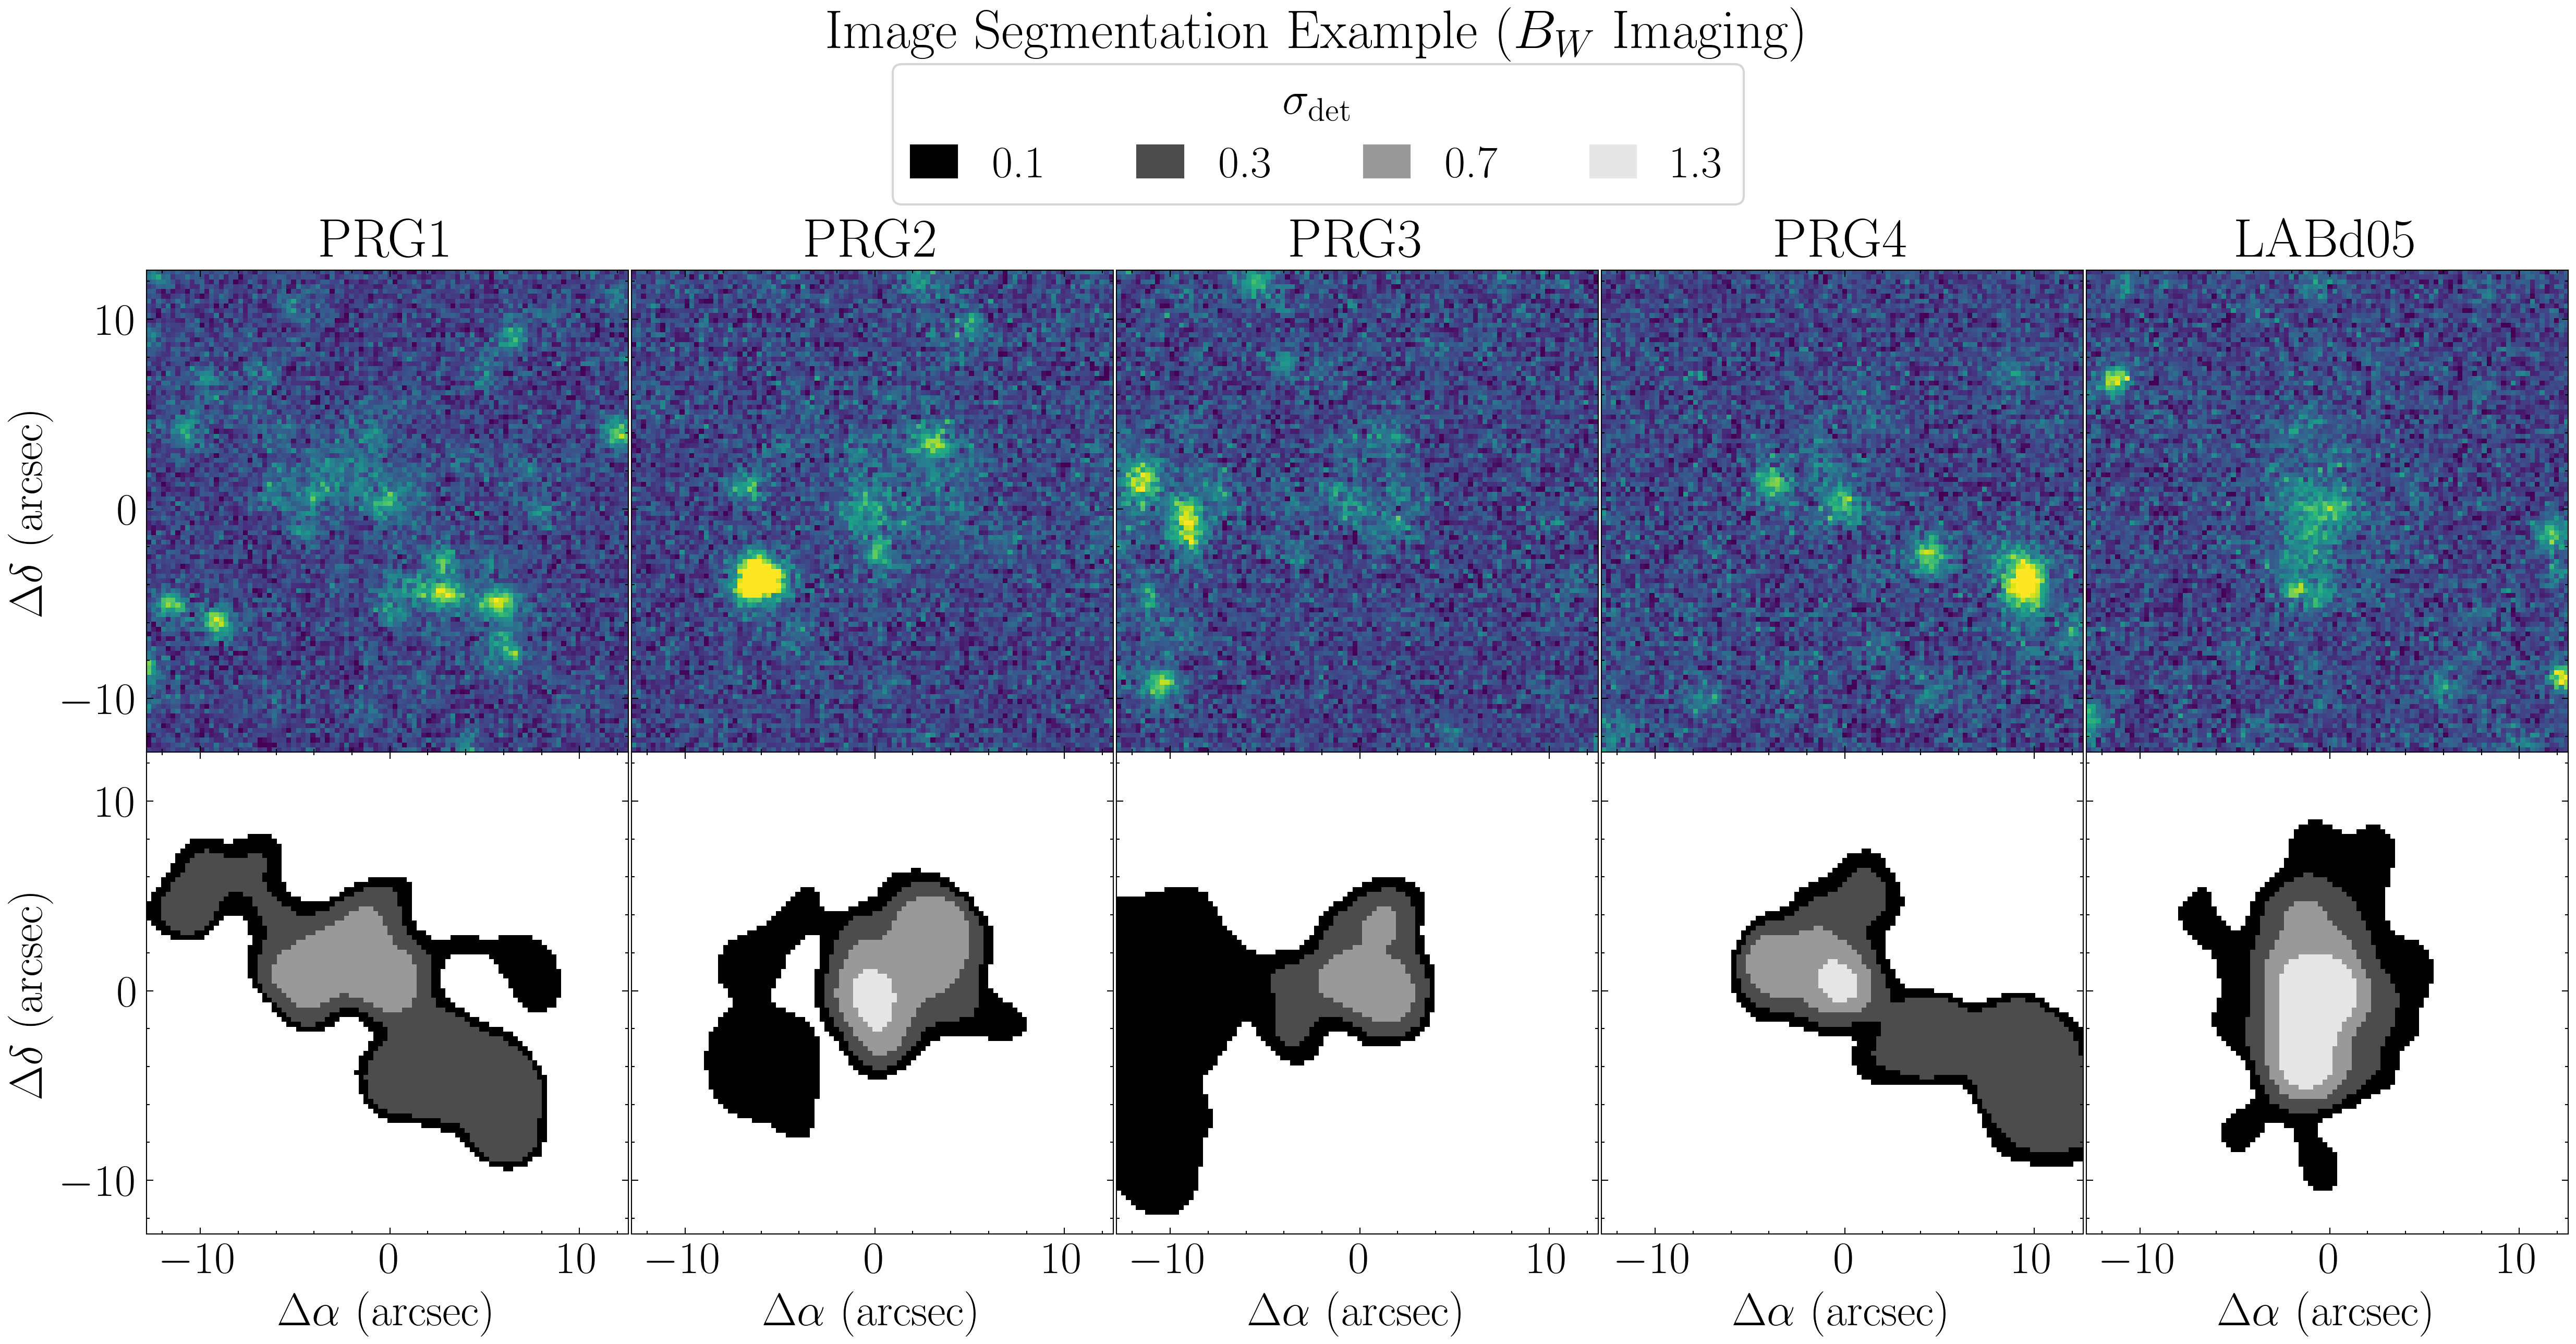 Image Segmentation Example (B_W Imaging)
σ_det
0.1 0.3 0.7 1.3
PRG1 PRG2 PRG3 PRG4 LABd05
10
0
−10
Δδ (arcsec)
10
0
−10
Δδ (arcsec)
−10 0 10 −10 0 10 −10 0 10 −10 0 10 −10 0 10
Δα (arcsec) Δα (arcsec) Δα (arcsec) Δα (arcsec) Δα (arcsec)